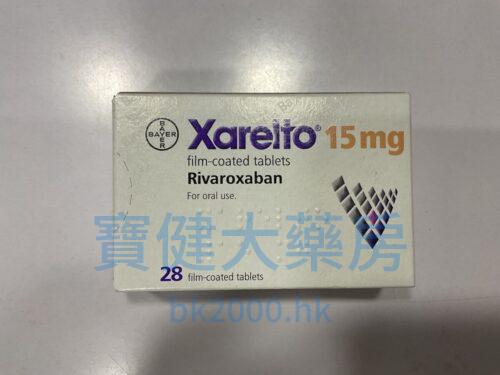 BAYER
BAYER
Xarelto® 15 mg
film-coated tablets
Rivaroxaban
For oral use.
寶健大藥房
28 film-coated tablets
bk2000.hk